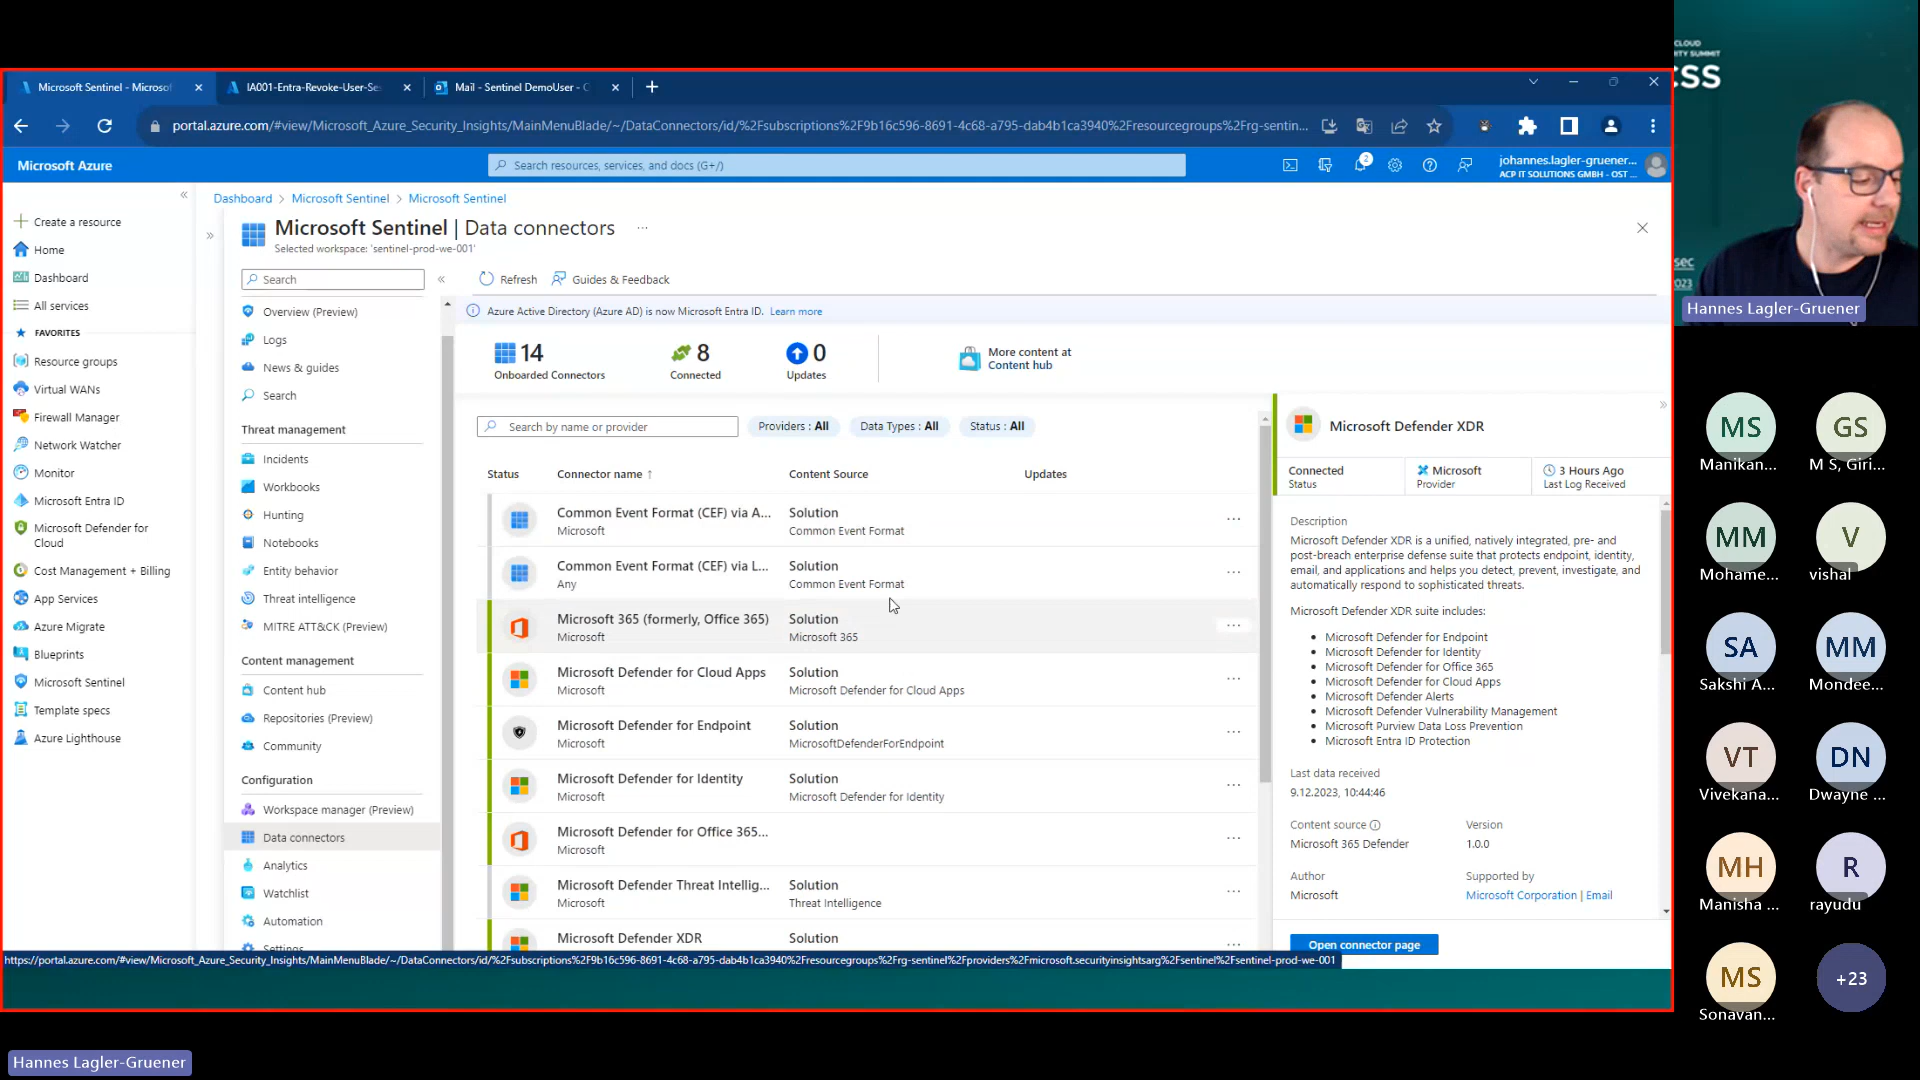 Microsoft Sentinel - Microsof
IA001-Entra-Revoke-User-Se
Mail - Sentinel DemoUser - O
portal.azure.com/#view/Microsoft_Azure_Security_Insights/MainMenuBlade/~/DataConnectors/id/%2Fsubscriptions%2F9b16c596-8691-4c68-a795-dab4b1ca3940%2Fresourcegroups%2Frg-sentin...
Microsoft Azure
Search resources, services, and docs (G+/)
2
johannes.lagler-gruener...
ACP IT SOLUTIONS GMBH - OST ...
Create a resource
Home
Dashboard
All services
FAVORITES
Resource groups
Virtual WANs
Firewall Manager
Network Watcher
Monitor
Microsoft Entra ID
Microsoft Defender for
Cloud
Cost Management + Billing
App Services
Azure Migrate
Blueprints
Microsoft Sentinel
Template specs
Azure Lighthouse
Dashboard > Microsoft Sentinel > Microsoft Sentinel
Microsoft Sentinel | Data connectors ...
Selected workspace: 'sentinel-prod-we-001'
Search
Overview (Preview)
Logs
News & guides
Search
Threat management
Incidents
Workbooks
Hunting
Notebooks
Entity behavior
Threat intelligence
MITRE ATT&CK (Preview)
Content management
Content hub
Repositories (Preview)
Community
Configuration
Workspace manager (Preview)
Data connectors
Analytics
Watchlist
Automation
Settings
Refresh
Guides & Feedback
Azure Active Directory (Azure AD) is now Microsoft Entra ID. Learn more
14
Onboarded Connectors
8
Connected
0
Updates
More content at
Content hub
Search by name or provider
Providers : All
Data Types : All
Status : All
Status
Connector name ↑
Content Source
Updates
Common Event Format (CEF) via A...
Microsoft
Solution
Common Event Format
Common Event Format (CEF) via L...
Any
Solution
Common Event Format
Microsoft 365 (formerly, Office 365)
Microsoft
Solution
Microsoft 365
Microsoft Defender for Cloud Apps
Microsoft
Solution
Microsoft Defender for Cloud Apps
Microsoft Defender for Endpoint
Microsoft
Solution
MicrosoftDefenderForEndpoint
Microsoft Defender for Identity
Microsoft
Solution
Microsoft Defender for Identity
Microsoft Defender for Office 365...
Microsoft
Microsoft Defender Threat Intellig...
Microsoft
Solution
Threat Intelligence
Microsoft Defender XDR
Solution
Microsoft Defender XDR
Connected
Status
Microsoft
Provider
3 Hours Ago
Last Log Received
Description
Microsoft Defender XDR is a unified, natively integrated, pre- and
post-breach enterprise defense suite that protects endpoint, identity,
email, and applications and helps you detect, prevent, investigate, and
automatically respond to sophisticated threats.
Microsoft Defender XDR suite includes:
• Microsoft Defender for Endpoint
• Microsoft Defender for Identity
• Microsoft Defender for Office 365
• Microsoft Defender for Cloud Apps
• Microsoft Defender Alerts
• Microsoft Defender Vulnerability Management
• Microsoft Purview Data Loss Prevention
• Microsoft Entra ID Protection
Last data received
9.12.2023, 10:44:46
Content source
Version
Microsoft 365 Defender
1.0.0
Author
Supported by
Microsoft
Microsoft Corporation | Email
Open connector page
https://portal.azure.com/#view/Microsoft_Azure_Security_Insights/MainMenuBlade/~/DataConnectors/id/%2Fsubscriptions%2F9b16c596-8691-4c68-a795-dab4b1ca3940%2Fresourcegroups%2Frg-sentinel%2Fproviders%2Fmicrosoft.securityinsightsarg%2Fsentinel%2Fsentinel-prod-we-001
Hannes Lagler-Gruener
CLOUD
ITY SUMMIT
CSS
sec
023
Hannes Lagler-Gruener
MS
Manikan...
GS
M S, Giri...
MM
Mohame...
V
vishal
SA
Sakshi A...
MM
Mondee...
VT
Vivekana...
DN
Dwayne ...
MH
Manisha ...
R
rayudu
MS
Sonavan...
+23